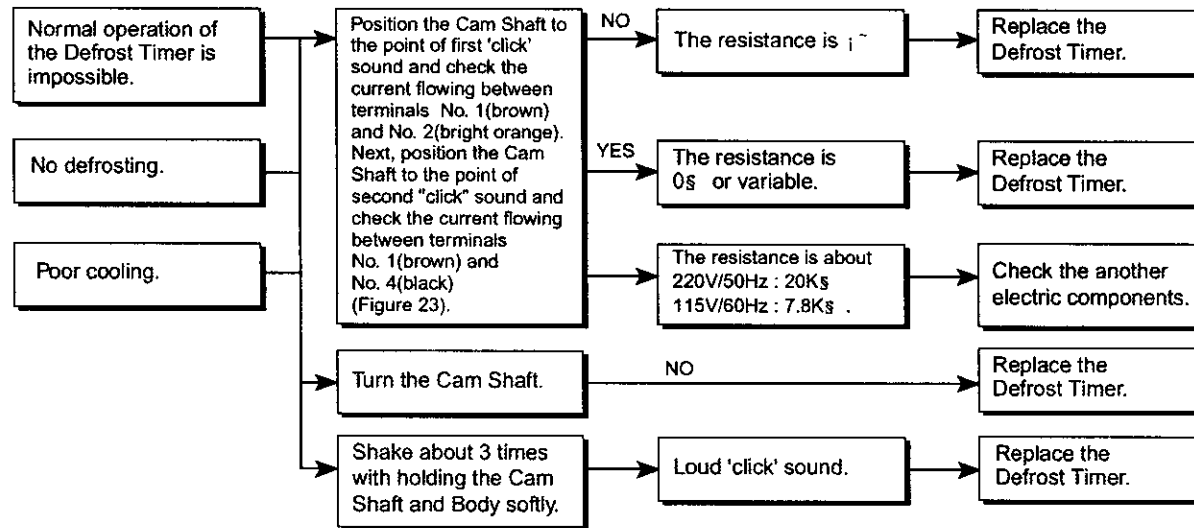 Normal operation of
the Defrost Timer is
impossible.
No defrosting.
Poor cooling.
Position the Cam Shaft to
the point of first 'click'
sound and check the
current flowing between
terminals No. 1(brown)
and No. 2(bright orange).
Next, position the Cam
Shaft to the point of
second "click" sound and
check the current flowing
between terminals
No. 1(brown) and
No. 4(black)
(Figure 23).
NO
The resistance is ¡~
Replace the
Defrost Timer.
YES
The resistance is
0§ or variable.
Replace the
Defrost Timer.
The resistance is about
220V/50Hz : 20K§
115V/60Hz : 7.8K§ .
Check the another
electric components.
Turn the Cam Shaft.
NO
Replace the
Defrost Timer.
Shake about 3 times
with holding the Cam
Shaft and Body softly.
Loud 'click' sound.
Replace the
Defrost Timer.